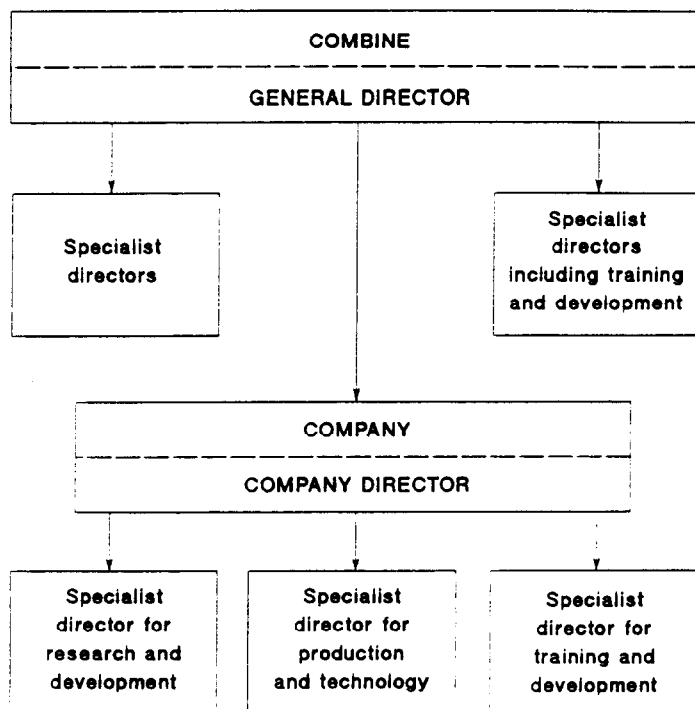 COMBINE
GENERAL DIRECTOR
Specialist
directors
Specialist
directors
including training
and development
COMPANY
COMPANY DIRECTOR
Specialist
director for
research and
development
Specialist
director for
production
and technology
Specialist
director for
training and
development